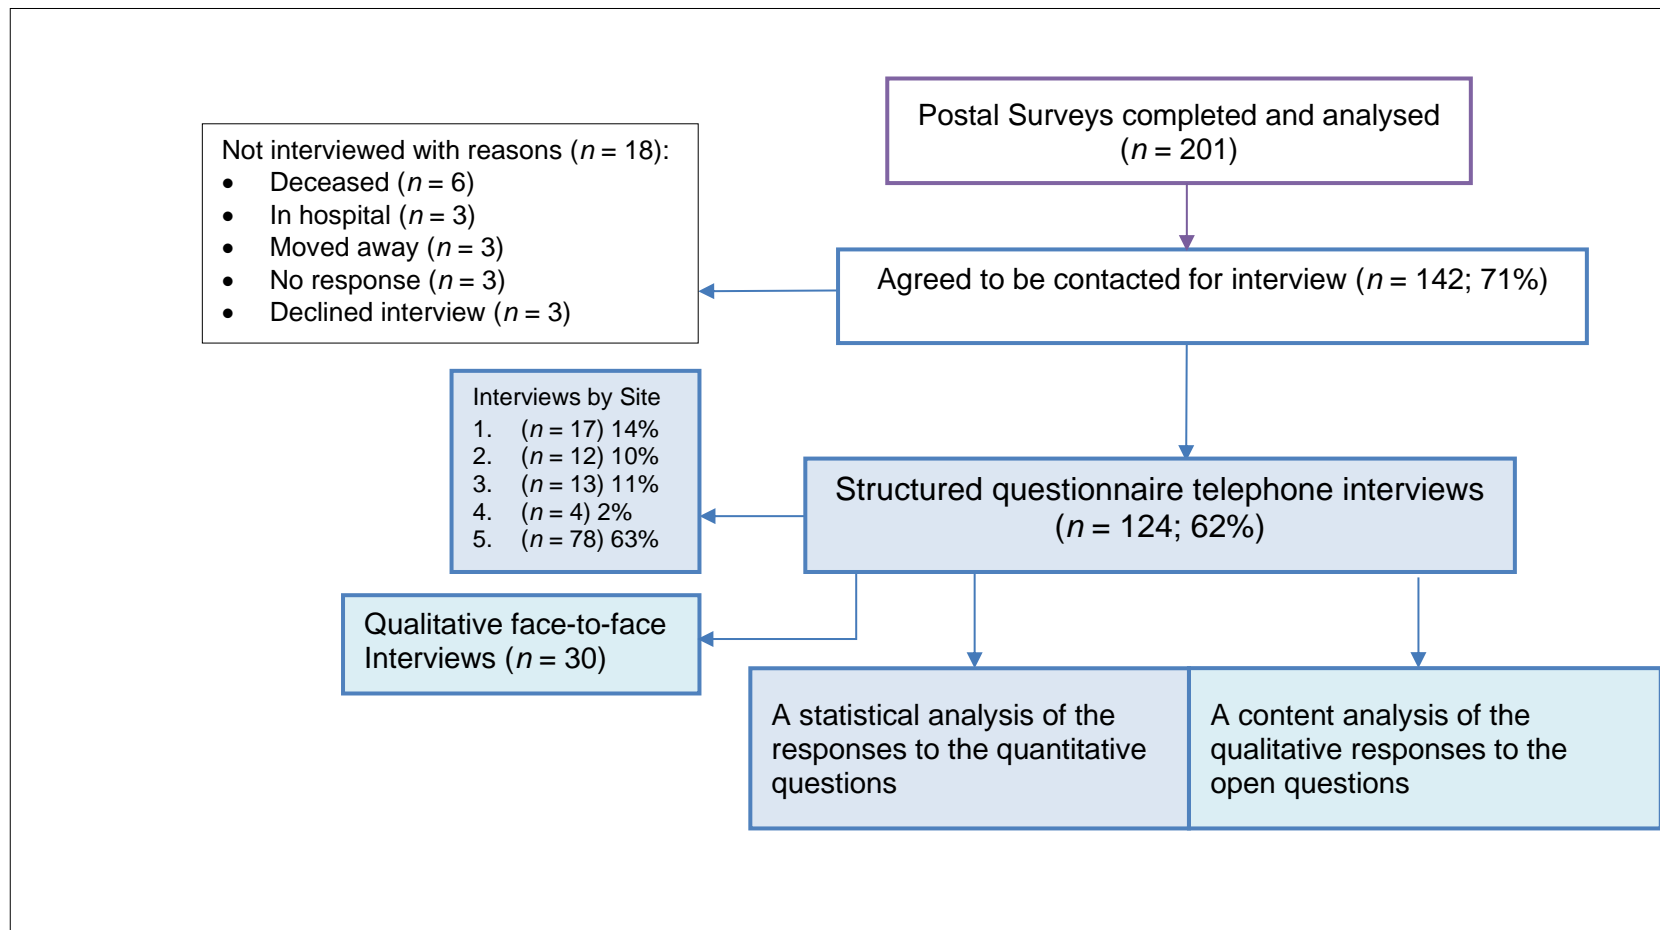 Postal Surveys completed and analysed
(n = 201)
Not interviewed with reasons (n = 18):
• Deceased (n = 6)
• In hospital (n = 3)
• Moved away (n = 3)
• No response (n = 3)
• Declined interview (n = 3)
Agreed to be contacted for interview (n = 142; 71%)
Interviews by Site
1. (n = 17) 14%
2. (n = 12) 10%
3. (n = 13) 11%
4. (n = 4) 2%
5. (n = 78) 63%
Structured questionnaire telephone interviews
(n = 124; 62%)
Qualitative face-to-face
Interviews (n = 30)
A statistical analysis of the
responses to the quantitative
questions
A content analysis of the
qualitative responses to the
open questions